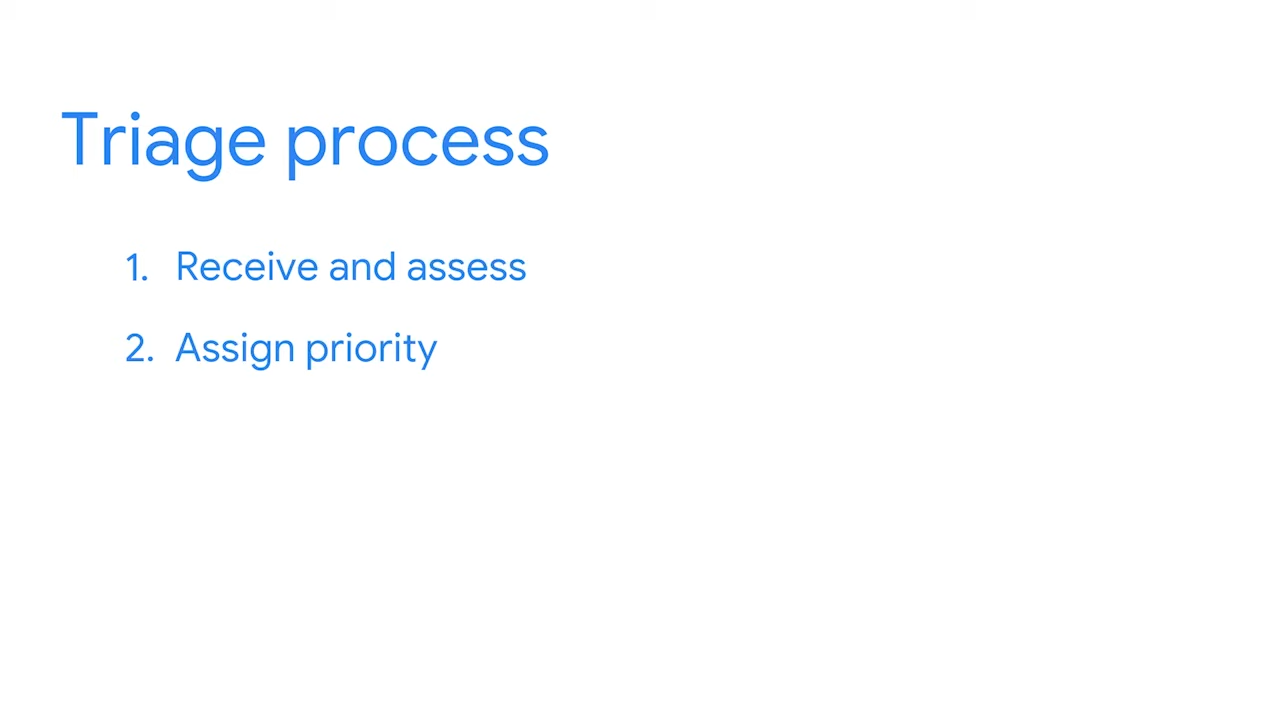 Triage process
1. Receive and assess
2. Assign priority